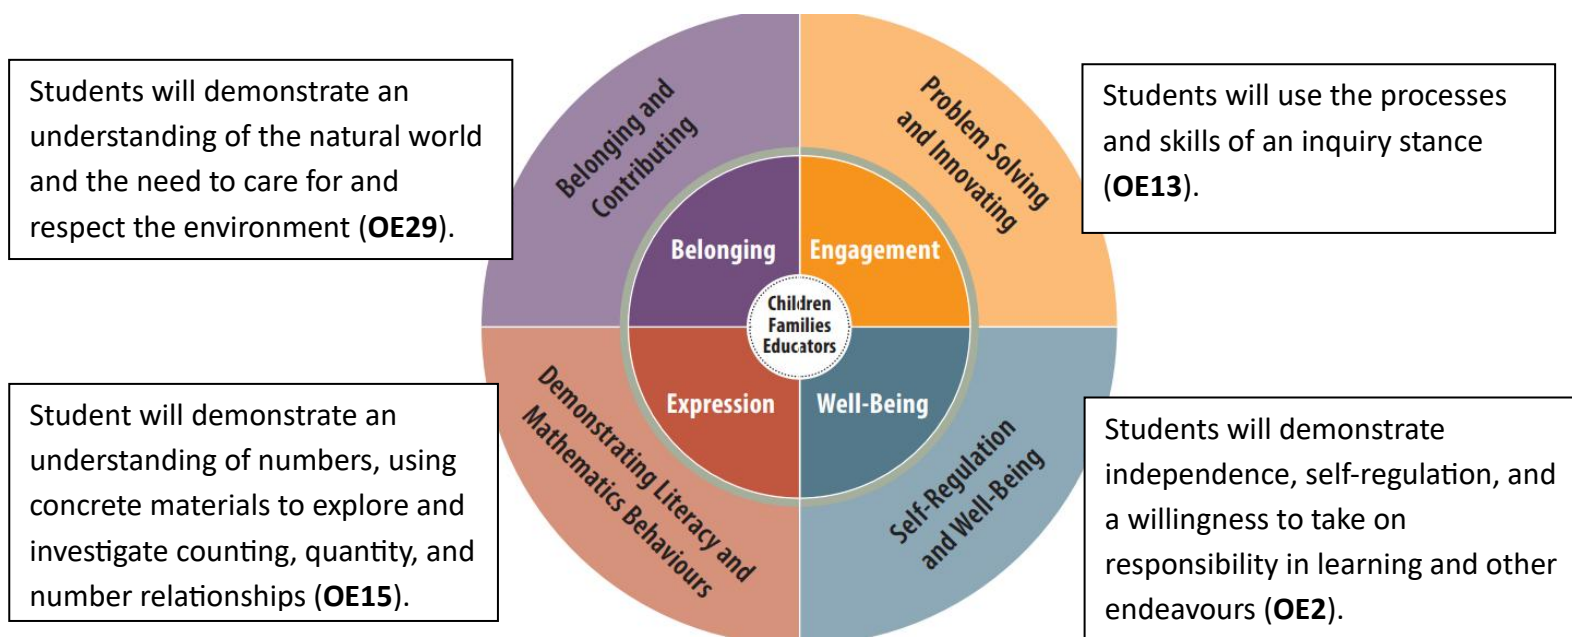 Students will demonstrate an
understanding of the natural world
and the need to care for and
respect the environment (OE29).
Belonging and
Contributing
Problem Solving
and Innovating
Students will use the processes
and skills of an inquiry stance
(OE13).
Belonging
Engagement
Children
Families
Educators
Expression
Well-Being
Student will demonstrate an
understanding of numbers, using
concrete materials to explore and
investigate counting, quantity, and
number relationships (OE15).
Demonstrating Literacy and
Mathematics Behaviours
Self-Regulation
and Well-Being
Students will demonstrate
independence, self-regulation, and
a willingness to take on
responsibility in learning and other
endeavours (OE2).